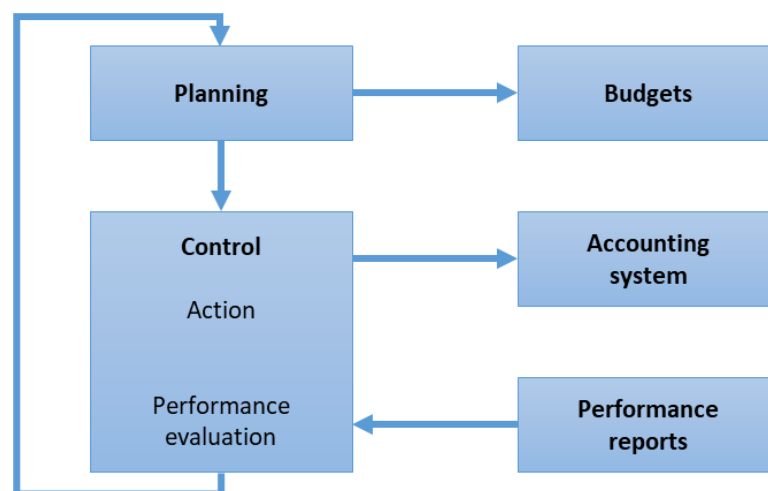 Planning
Budgets
Control
Action
Performance
evaluation
Accounting
system
Performance
reports